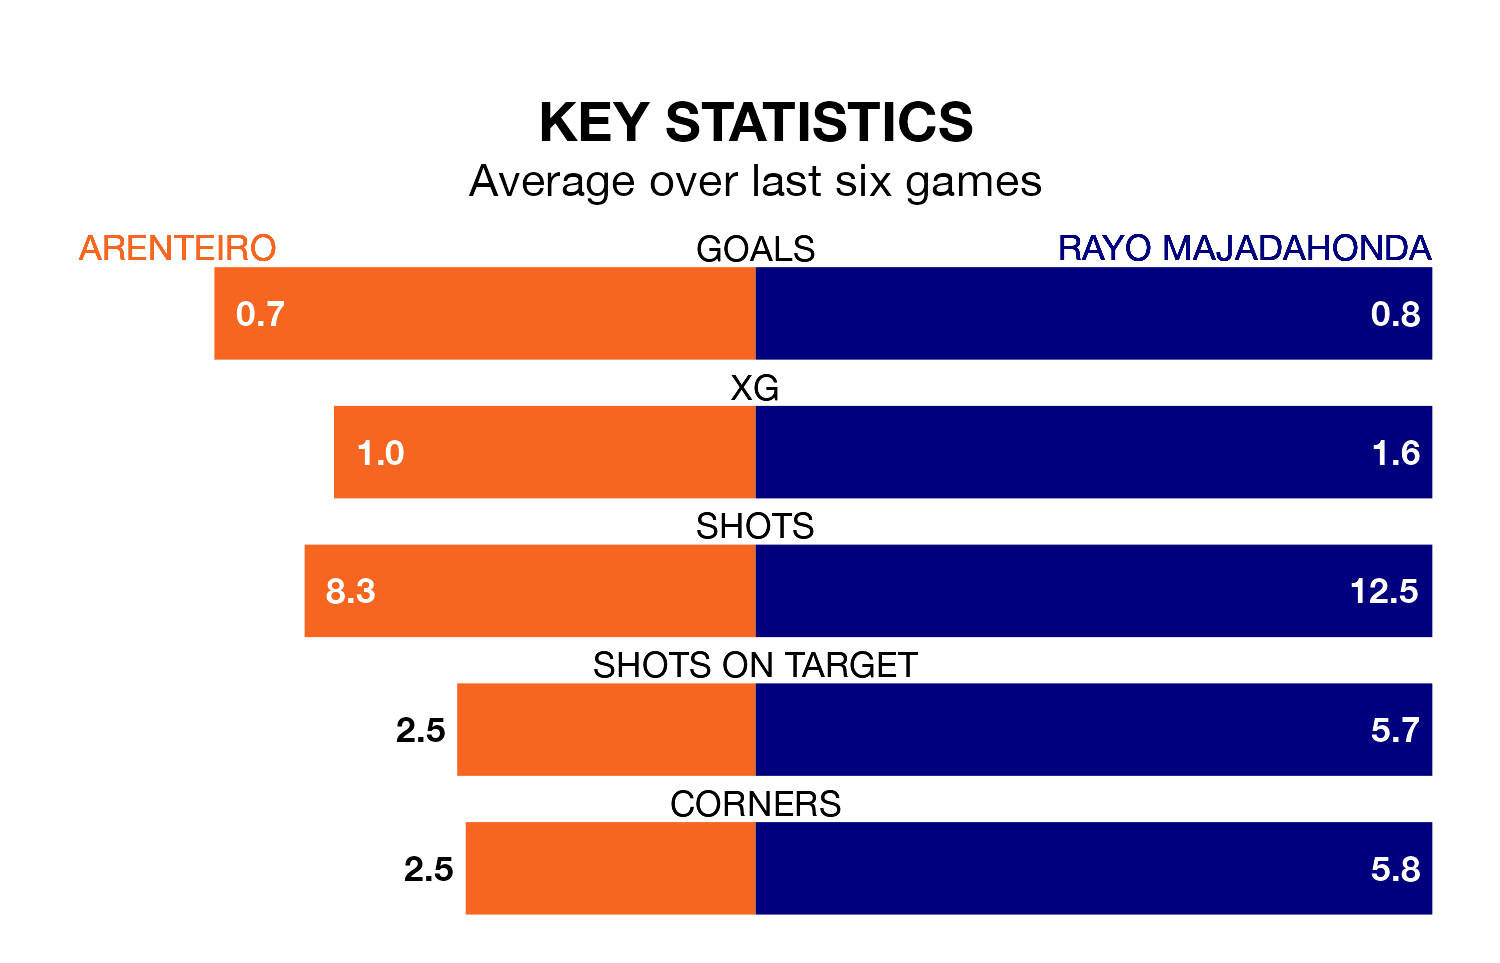 KEY STATISTICS
Average over last six games
ARENTEIRO GOALS RAYO MAJADAHONDA
0.7 0.8
XG
1.0 1.6
SHOTS
8.3 12.5
SHOTS ON TARGET
2.5 5.7
CORNERS
2.5 5.8